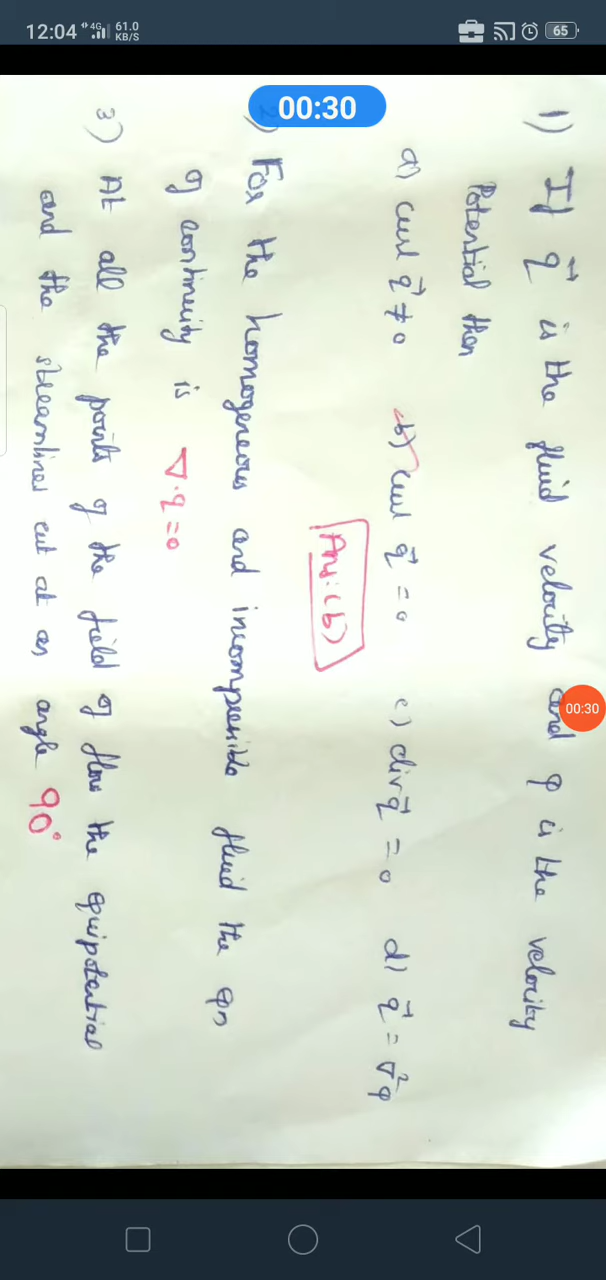 12:04 4G 61.0 KB/S 65
00:30
1) If q⃗ is the fluid velocity and φ is the velocity
Potential then
a) curl q⃗ ≠ 0 b) curl q⃗ = 0 c) div q⃗ = 0 d) q⃗ = ∇²φ
Ans: (b)
2) For the homogeneous and incompressible fluid the eqn
of continuity is ∇.q = 0
3) At all the points of the field of flow the equipotential
and the streamlines cut at an angle 90°
00:30